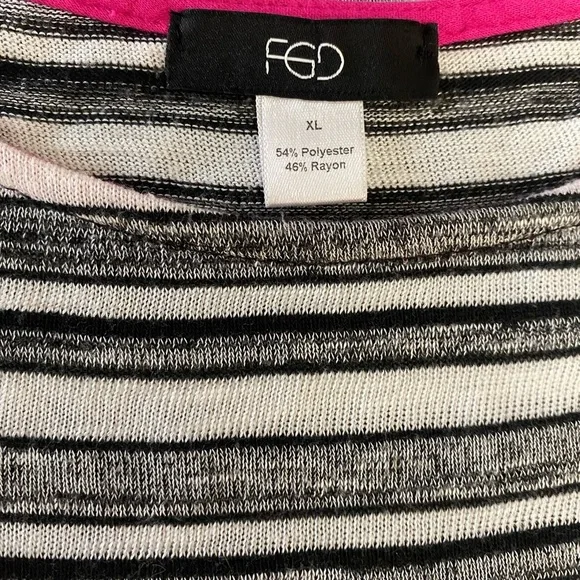 FGD
XL
54% Polyester
46% Rayon